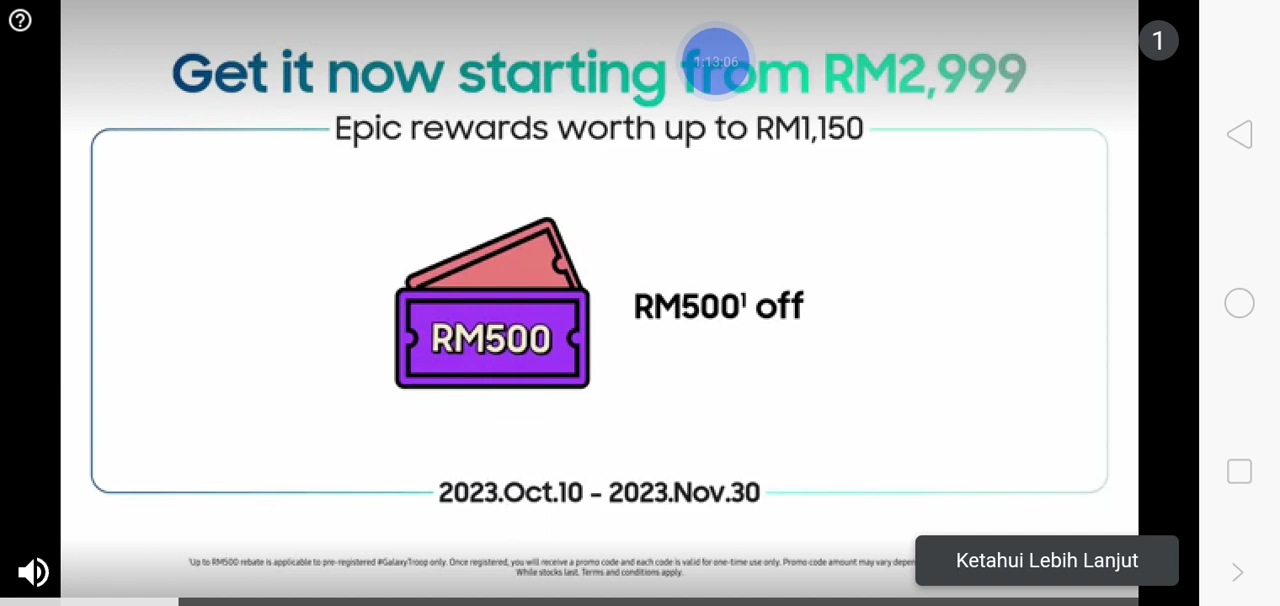 Get it now starting from RM2,999
1:13:06
1
Epic rewards worth up to RM1,150
RM500
RM500¹ off
2023.Oct.10 - 2023.Nov.30
¹Up to RM500 rebate is applicable to pre-registered #GalaxyTroop only. Once registered, you will receive a promo code and each code is valid for one-time use only. Promo code amount may vary
While stocks last. Terms and conditions apply.
Ketahui Lebih Lanjut